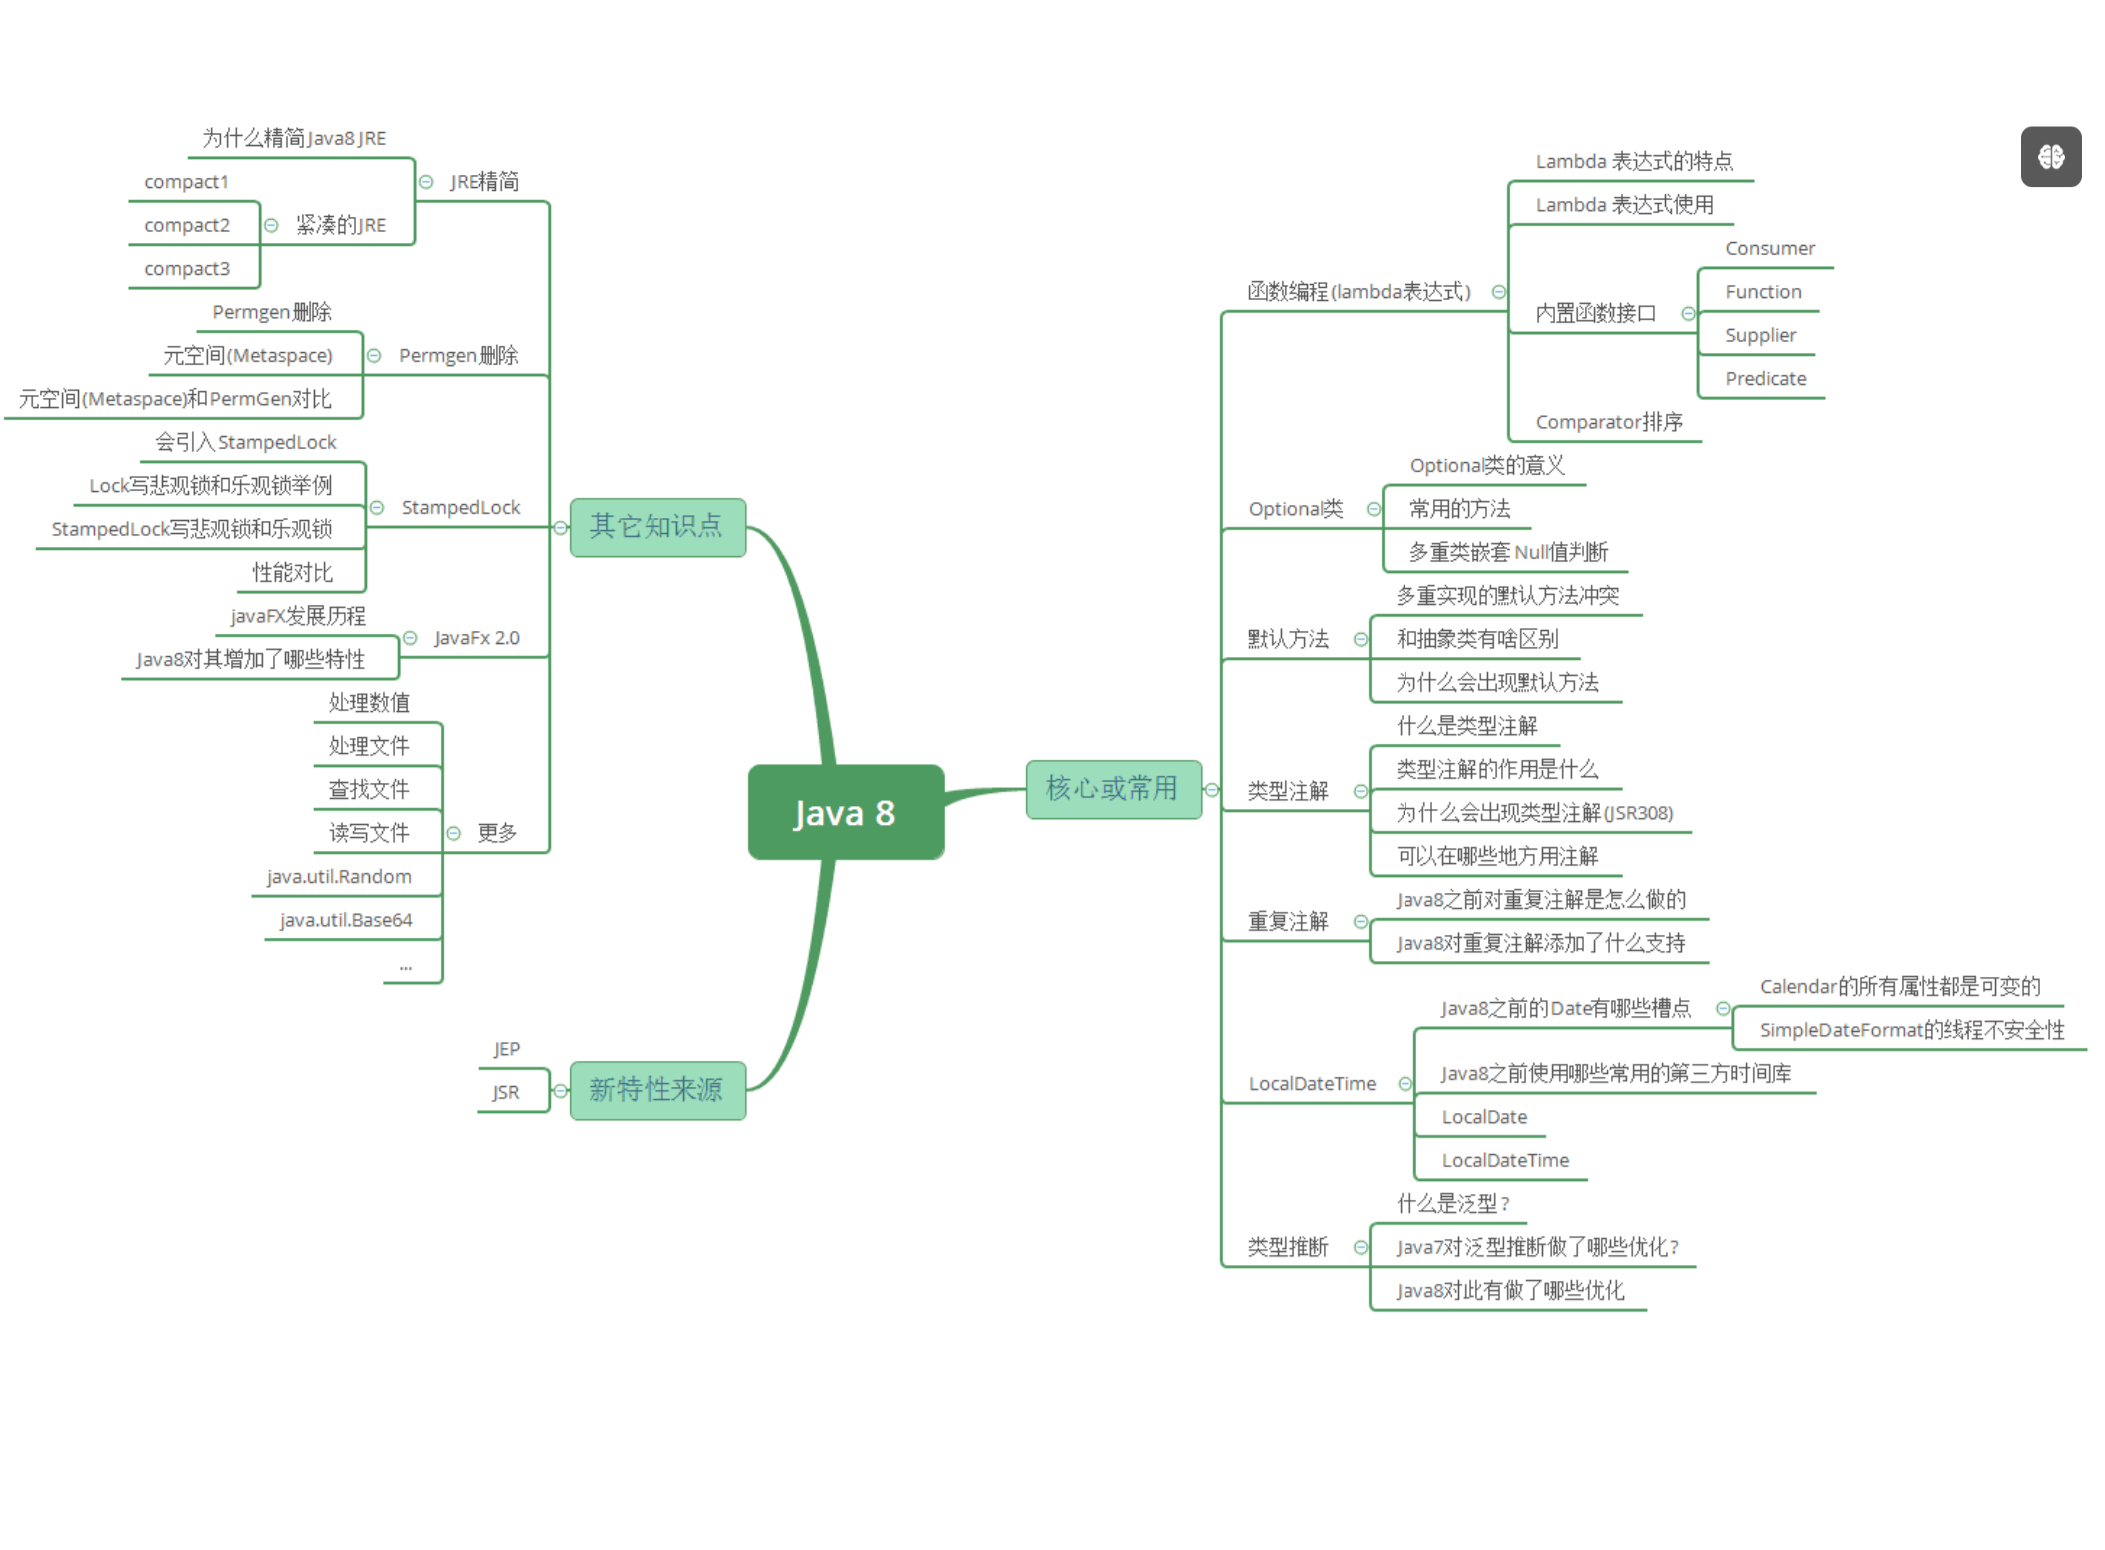 Java 8
核心或常用
函数编程(lambda表达式)
Lambda 表达式的特点
Lambda 表达式使用
内置函数接口
Consumer
Function
Supplier
Predicate
Comparator排序
Optional类
Optional类的意义
常用的方法
多重类嵌套Null值判断
默认方法
多重实现的默认方法冲突
和抽象类有啥区别
为什么会出现默认方法
类型注解
什么是类型注解
类型注解的作用是什么
为什么会出现类型注解(JSR308)
可以在哪些地方用注解
重复注解
Java8之前对重复注解是怎么做的
Java8对重复注解添加了什么支持
LocalDateTime
Java8之前的Date有哪些槽点
Calendar的所有属性都是可变的
SimpleDateFormat的线程不安全性
Java8之前使用哪些常用的第三方时间库
LocalDate
LocalDateTime
类型推断
什么是泛型?
Java7对泛型推断做了哪些优化?
Java8对此有做了哪些优化
其它知识点
JRE精简
为什么精简Java8 JRE
紧凑的JRE
compact1
compact2
compact3
Permgen删除
Permgen删除
元空间(Metaspace)
元空间(Metaspace)和PermGen对比
StampedLock
会引入StampedLock
Lock写悲观锁和乐观锁举例
StampedLock写悲观锁和乐观锁
性能对比
JavaFx 2.0
javaFX发展历程
Java8对其增加了哪些特性
更多
处理数值
处理文件
查找文件
读写文件
java.util.Random
java.util.Base64
...
新特性来源
JEP
JSR